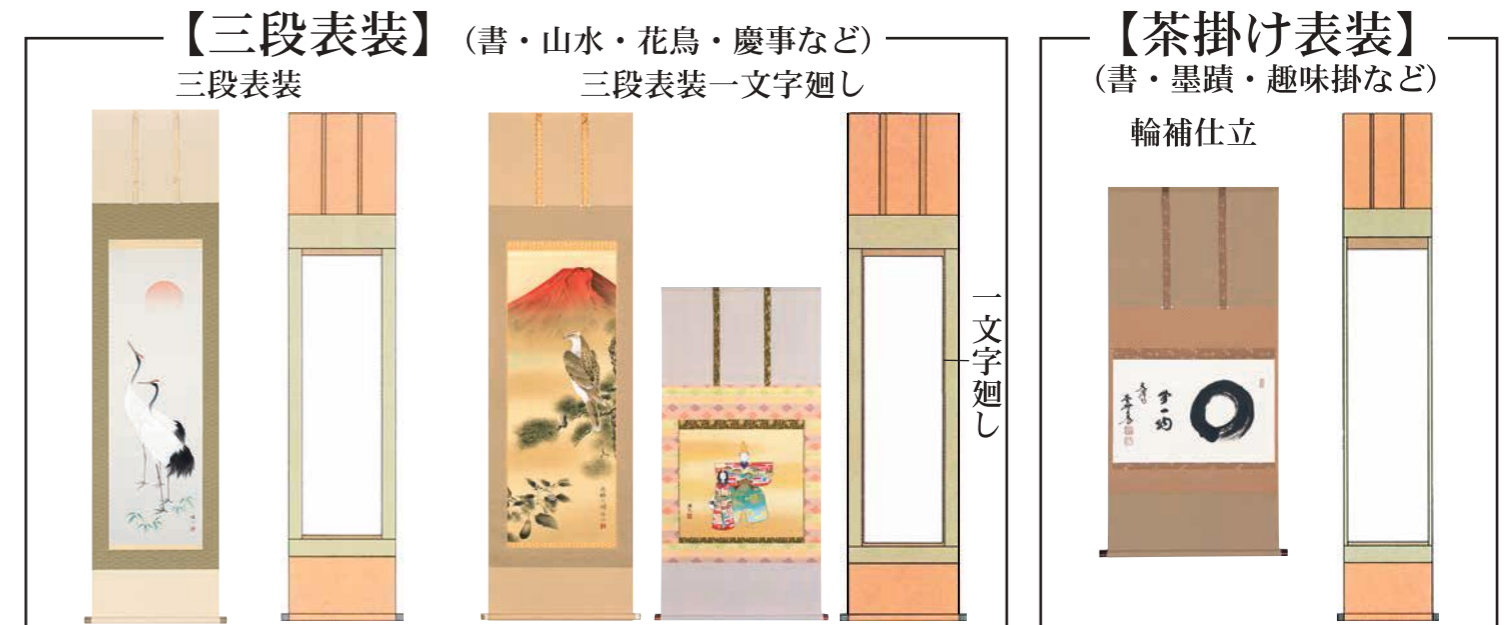 【三段表装】(書・山水・花鳥・慶事など)
三段表装
三段表装一文字廻し
一文字廻し
【茶掛け表装】
(書・墨蹟・趣味掛など)
輪補仕立